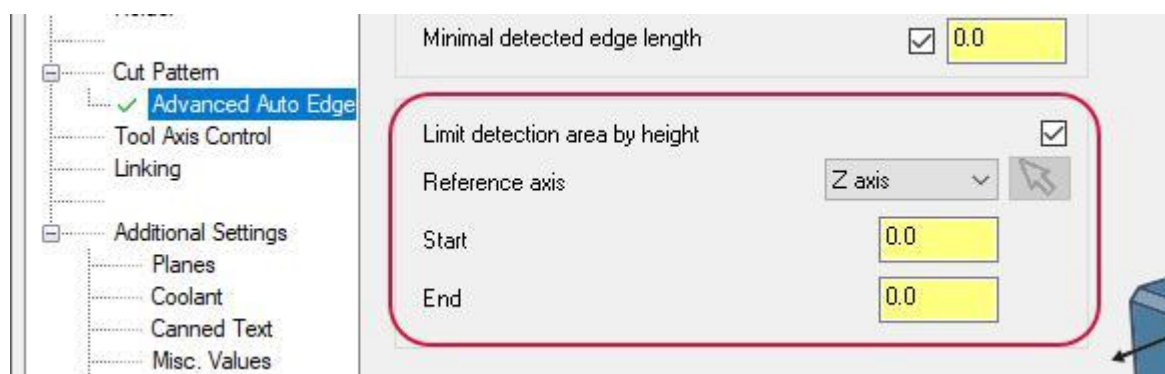 Minimal detected edge length 0.0
Cut Pattern
Advanced Auto Edge
Tool Axis Control
Linking
Additional Settings
Planes
Coolant
Canned Text
Misc. Values
Limit detection area by height
Reference axis Z axis
Start 0.0
End 0.0